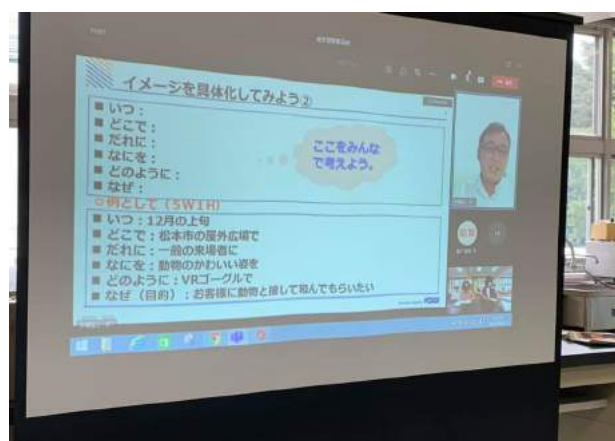 イメージを具体化してみよう②
■ いつ：
■ どこで：
■ だれに：
■ なにを：
■ どのように：
■ なぜ：
ここをみんな
で考えよう。
例として（5W1H)
■ いつ：12月の上旬
■ どこで：松本市の屋外広場で
■ だれに：一般の来場者に
■ なにを：動物のかわいい姿を
■ どのように：VRゴーグルで
■ なぜ（目的）：お客様に動物と接して和んでもらいたい